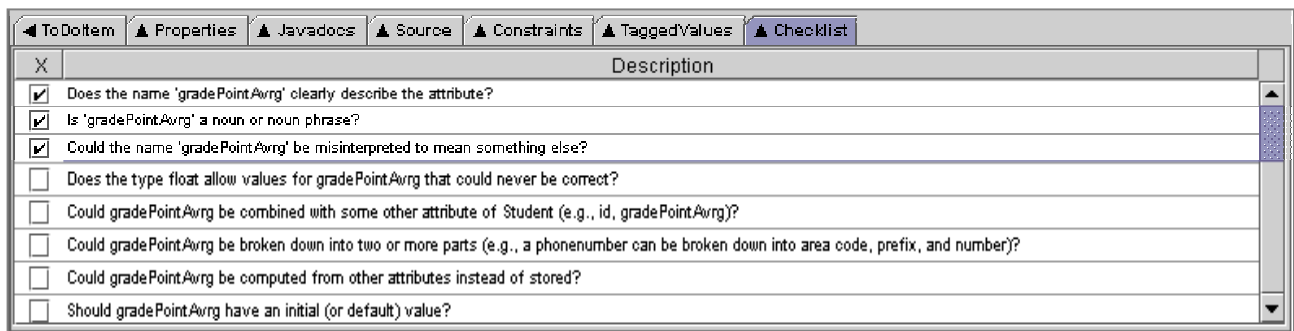 ToDoItem Properties Javadocs Source Constraints TaggedValues Checklist
X Description
Does the name 'gradePointAvrg' clearly describe the attribute?
Is 'gradePointAvrg' a noun or noun phrase?
Could the name 'gradePointAvrg' be misinterpreted to mean something else?
Does the type float allow values for gradePointAvrg that could never be correct?
Could gradePointAvrg be combined with some other attribute of Student (e.g., id, gradePointAvrg)?
Could gradePointAvrg be broken down into two or more parts (e.g., a phonenumber can be broken down into area code, prefix, and number)?
Could gradePointAvrg be computed from other attributes instead of stored?
Should gradePointAvrg have an initial (or default) value?